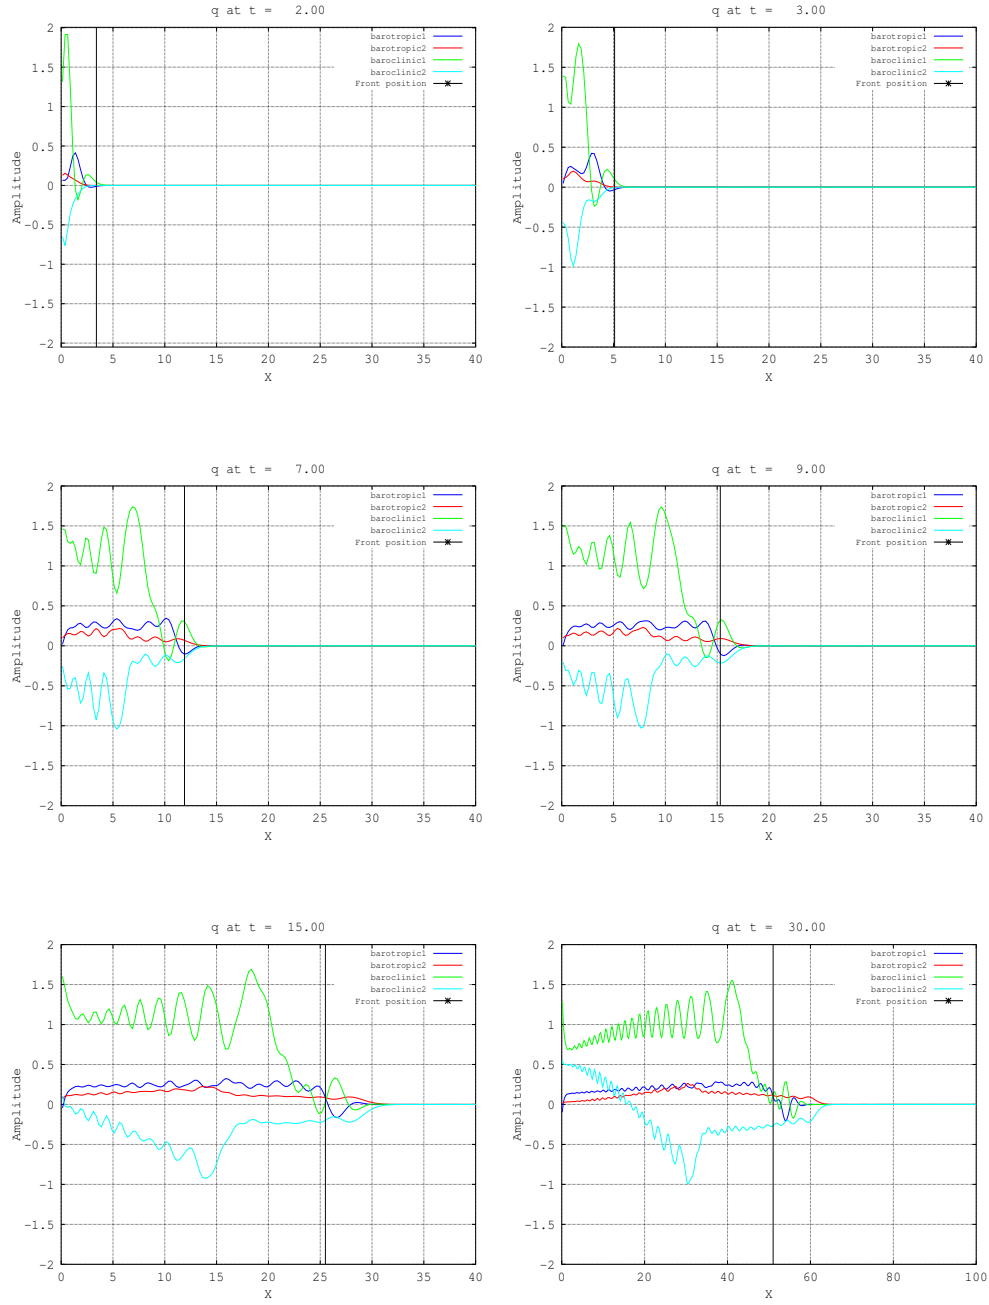 q at t =   2.00
barotropic1
barotropic2
baroclinic1
baroclinic2
Front position
2
1.5
1
0.5
0
-0.5
-1
-1.5
-2
Amplitude
0 5 10 15 20 25 30 35 40
X
q at t =   3.00
barotropic1
barotropic2
baroclinic1
baroclinic2
Front position
2
1.5
1
0.5
0
-0.5
-1
-1.5
-2
Amplitude
0 5 10 15 20 25 30 35 40
X
q at t =   7.00
barotropic1
barotropic2
baroclinic1
baroclinic2
Front position
2
1.5
1
0.5
0
-0.5
-1
-1.5
-2
Amplitude
0 5 10 15 20 25 30 35 40
X
q at t =   9.00
barotropic1
barotropic2
baroclinic1
baroclinic2
Front position
2
1.5
1
0.5
0
-0.5
-1
-1.5
-2
Amplitude
0 5 10 15 20 25 30 35 40
X
q at t =  15.00
barotropic1
barotropic2
baroclinic1
baroclinic2
Front position
2
1.5
1
0.5
0
-0.5
-1
-1.5
-2
Amplitude
0 5 10 15 20 25 30 35 40
X
q at t =  30.00
barotropic1
barotropic2
baroclinic1
baroclinic2
Front position
2
1.5
1
0.5
0
-0.5
-1
-1.5
-2
Amplitude
0 20 40 60 80 100
X